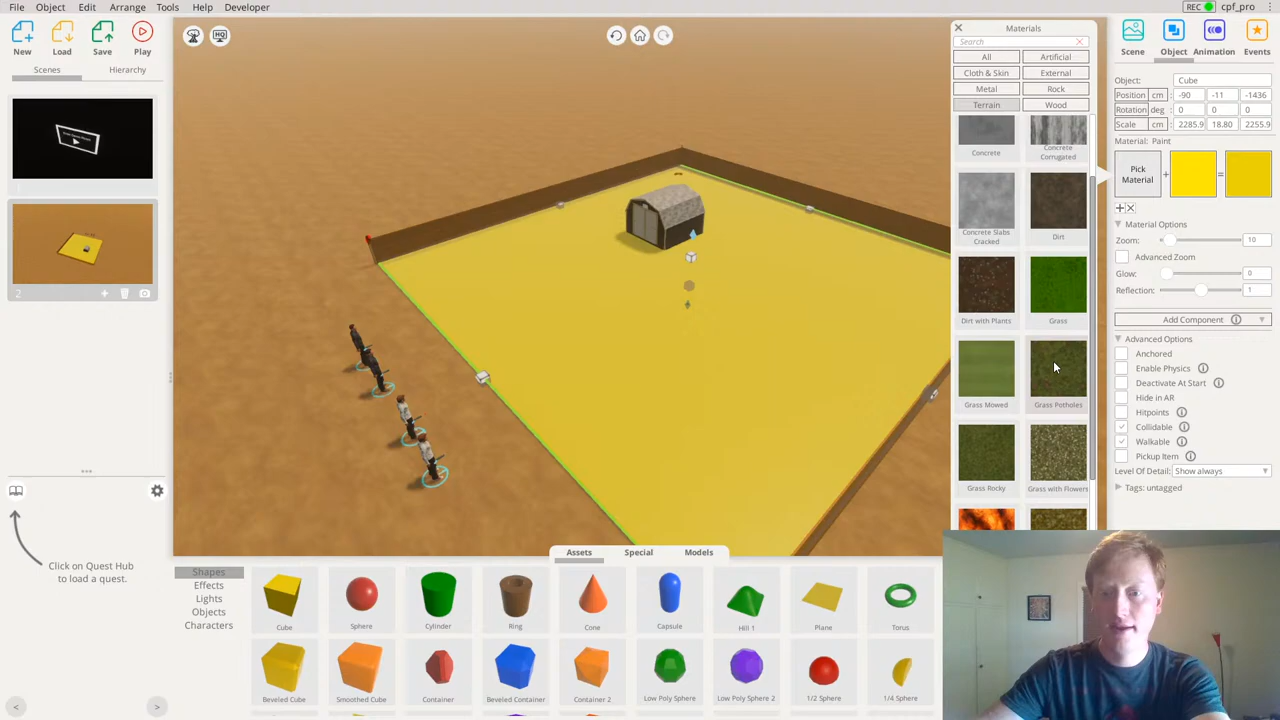 File Object Edit Arrange Tools Help Developer
REC cpf_pro
New Load Save Play
Scenes Hierarchy
HQ
2
Click on Quest Hub
to load a quest.
Materials
Search
All Artificial
Cloth & Skin External
Metal Rock
Terrain Wood
Concrete Concrete
Corrugated
Concrete Slabs
Cracked Dirt
Dirt with Plants Grass
Grass Mowed Grass Potholes
Grass Rocky Grass with Flowers
Scene Object Animation Events
Object: Cube
Position cm -90 -11 -1436
Rotation deg 0 0 0
Scale cm 2285.9 18.80 2255.9
Material: Paint
Pick
Material + =
Material Options
Zoom: 10
Advanced Zoom
Glow: 0
Reflection: 1
Add Component
Advanced Options
Anchored
Enable Physics
Deactivate At Start
Hide in AR
Hitpoints
Collidable
Walkable
Pickup Item
Level Of Detail: Show always
Tags: untagged
Assets Special Models
Shapes
Effects
Lights
Objects
Characters
Cube Sphere Cylinder Ring Cone Capsule Hill 1 Plane Torus
Beveled Cube Smoothed Cube Container Beveled Container Container 2 Low Poly Sphere Low Poly Sphere 2 1/2 Sphere 1/4 Sphere